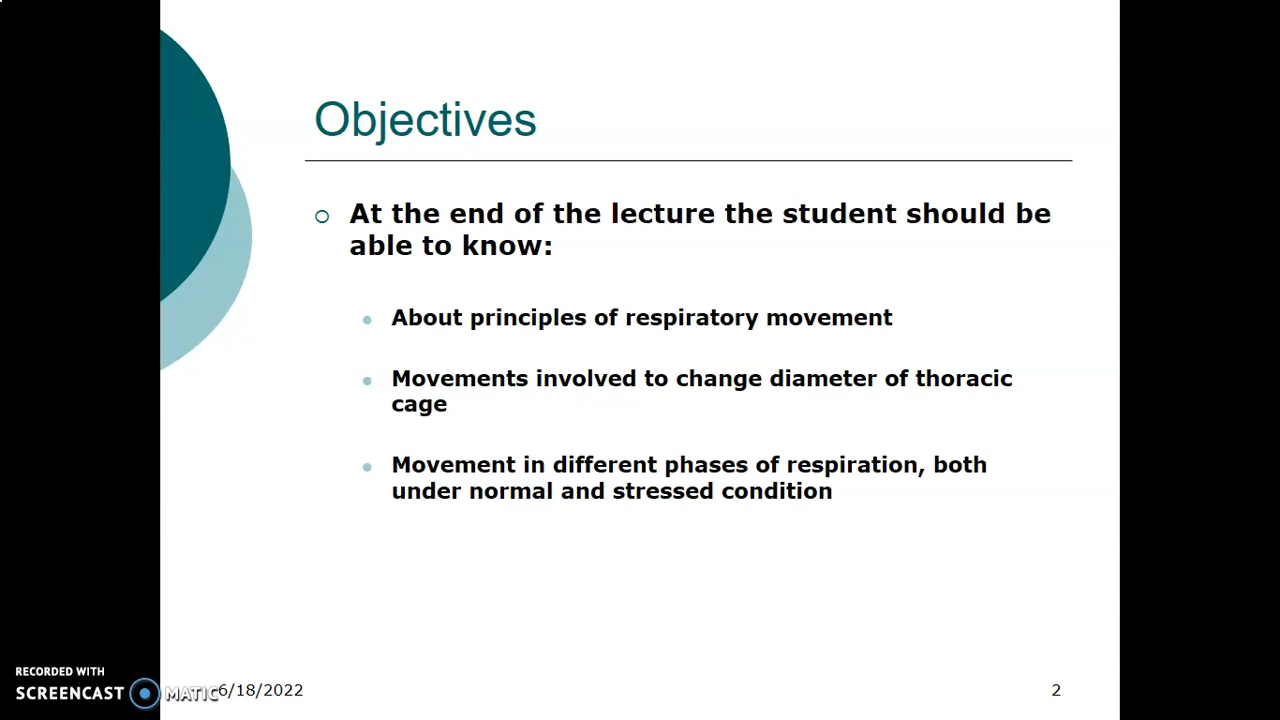 Objectives
At the end of the lecture the student should be
able to know:
About principles of respiratory movement
Movements involved to change diameter of thoracic
cage
Movement in different phases of respiration, both
under normal and stressed condition
RECORDED WITH
SCREENCAST MATIC
6/18/2022
2